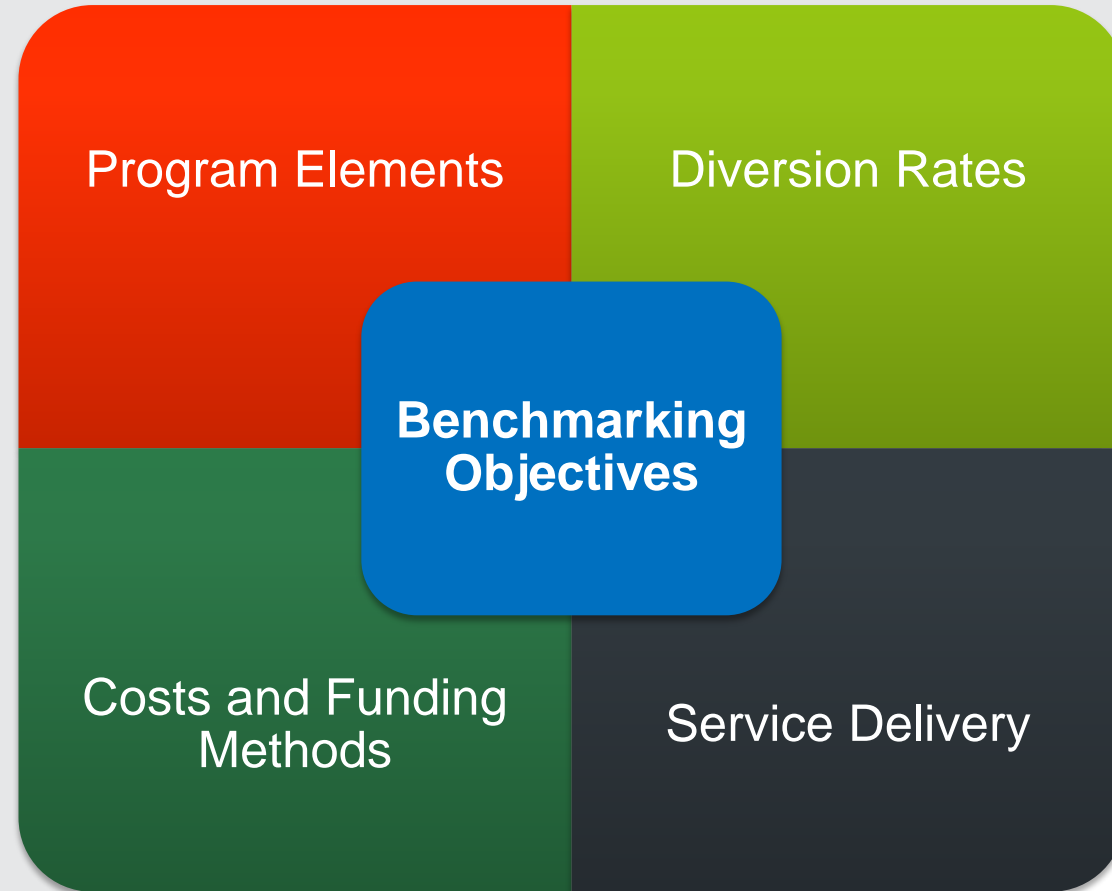 Program Elements
Diversion Rates
Benchmarking
Objectives
Costs and Funding
Methods
Service Delivery